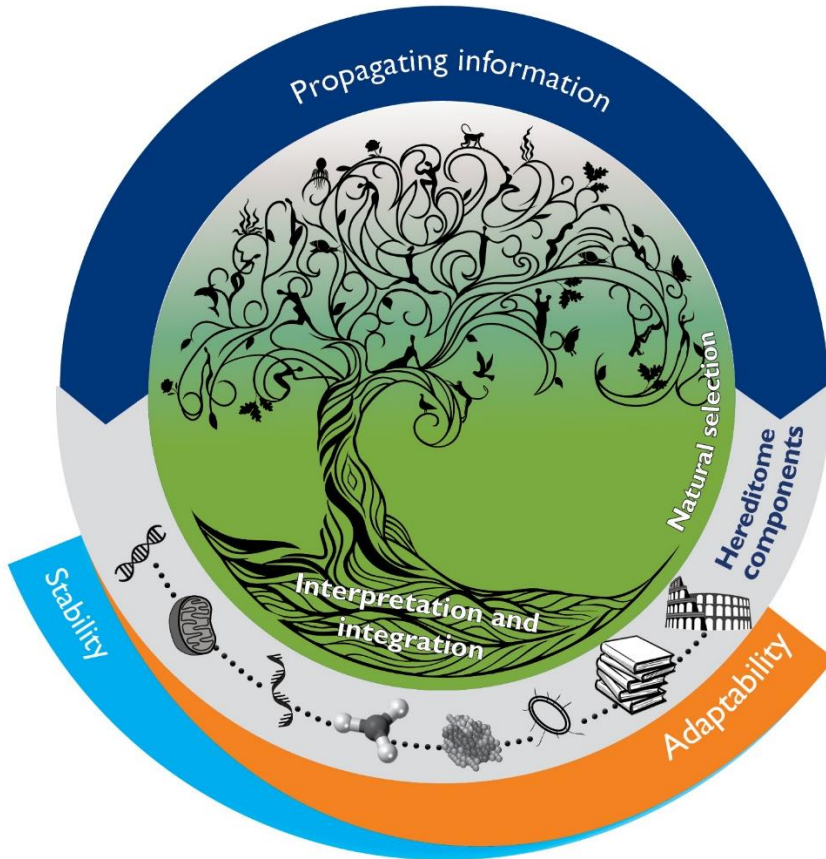 Propagating information
Natural selection
Hereditome
components
Interpretation and
integration
Stability
Adaptability